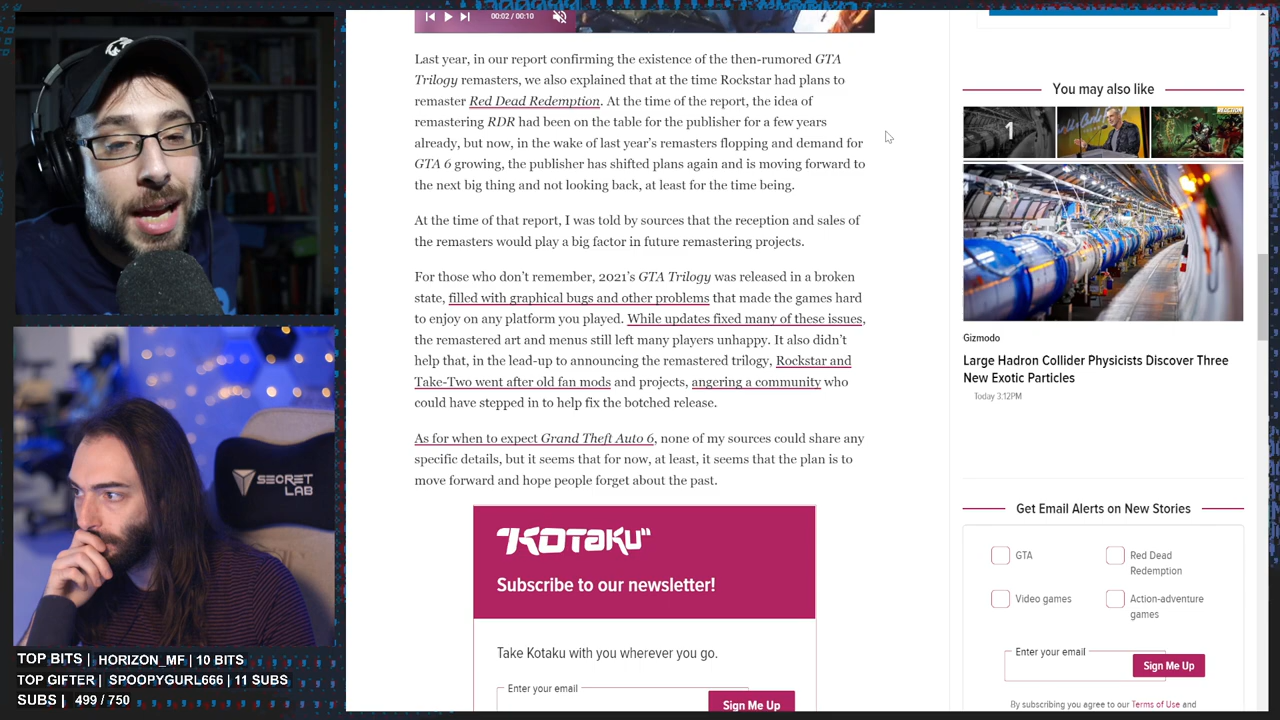 00:02 / 00:10
Last year, in our report confirming the existence of the then-rumored GTA
Trilogy remasters, we also explained that at the time Rockstar had plans to
remaster Red Dead Redemption. At the time of the report, the idea of
remastering RDR had been on the table for the publisher for a few years
already, but now, in the wake of last year's remasters flopping and demand for
GTA 6 growing, the publisher has shifted plans again and is moving forward to
the next big thing and not looking back, at least for the time being.
At the time of that report, I was told by sources that the reception and sales of
the remasters would play a big factor in future remastering projects.
For those who don't remember, 2021's GTA Trilogy was released in a broken
state, filled with graphical bugs and other problems that made the games hard
to enjoy on any platform you played. While updates fixed many of these issues,
the remastered art and menus still left many players unhappy. It also didn't
help that, in the lead-up to announcing the remastered trilogy, Rockstar and
Take-Two went after old fan mods and projects, angering a community who
could have stepped in to help fix the botched release.
As for when to expect Grand Theft Auto 6, none of my sources could share any
specific details, but it seems that for now, at least, it seems that the plan is to
move forward and hope people forget about the past.
KOTAKU
Subscribe to our newsletter!
Take Kotaku with you wherever you go.
Enter your email
Sign Me Up
You may also like
1
Gizmodo
Large Hadron Collider Physicists Discover Three
New Exotic Particles
Today 3:12PM
Get Email Alerts on New Stories
GTA
Red Dead
Redemption
Video games
Action-adventure
games
Enter your email
Sign Me Up
By subscribing you agree to our Terms of Use and
SECRET
LAB
TOP BITS | HORIZON_MF | 10 BITS
TOP GIFTER | SPOOPYGURL666 | 11 SUBS
SUBS | 499 / 750